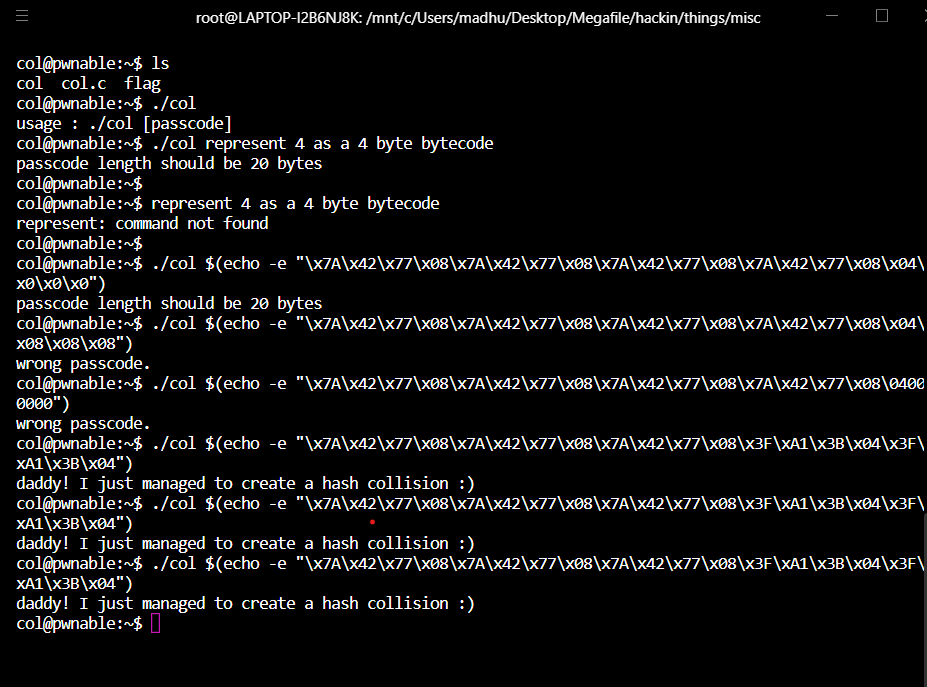 root@LAPTOP-I2B6NJ8K: /mnt/c/Users/madhu/Desktop/Megafile/hackin/things/misc
col@pwnable:~$ ls
col  col.c  flag
col@pwnable:~$ ./col
usage : ./col [passcode]
col@pwnable:~$ ./col represent 4 as a 4 byte bytecode
passcode length should be 20 bytes
col@pwnable:~$
col@pwnable:~$ represent 4 as a 4 byte bytecode
represent: command not found
col@pwnable:~$
col@pwnable:~$ ./col $(echo -e "\x7A\x42\x77\x08\x7A\x42\x77\x08\x7A\x42\x77\x08\x7A\x42\x77\x08\x04\
x0\x0\x0")
passcode length should be 20 bytes
col@pwnable:~$ ./col $(echo -e "\x7A\x42\x77\x08\x7A\x42\x77\x08\x7A\x42\x77\x08\x7A\x42\x77\x08\x04\
x08\x08\x08")
wrong passcode.
col@pwnable:~$ ./col $(echo -e "\x7A\x42\x77\x08\x7A\x42\x77\x08\x7A\x42\x77\x08\x7A\x42\x77\x08\0400
0000")
wrong passcode.
col@pwnable:~$ ./col $(echo -e "\x7A\x42\x77\x08\x7A\x42\x77\x08\x7A\x42\x77\x08\x3F\xA1\x3B\x04\x3F\
xA1\x3B\x04")
daddy! I just managed to create a hash collision :)
col@pwnable:~$ ./col $(echo -e "\x7A\x42\x77\x08\x7A\x42\x77\x08\x7A\x42\x77\x08\x3F\xA1\x3B\x04\x3F\
xA1\x3B\x04")
daddy! I just managed to create a hash collision :)
col@pwnable:~$ ./col $(echo -e "\x7A\x42\x77\x08\x7A\x42\x77\x08\x7A\x42\x77\x08\x3F\xA1\x3B\x04\x3F\
xA1\x3B\x04")
daddy! I just managed to create a hash collision :)
col@pwnable:~$